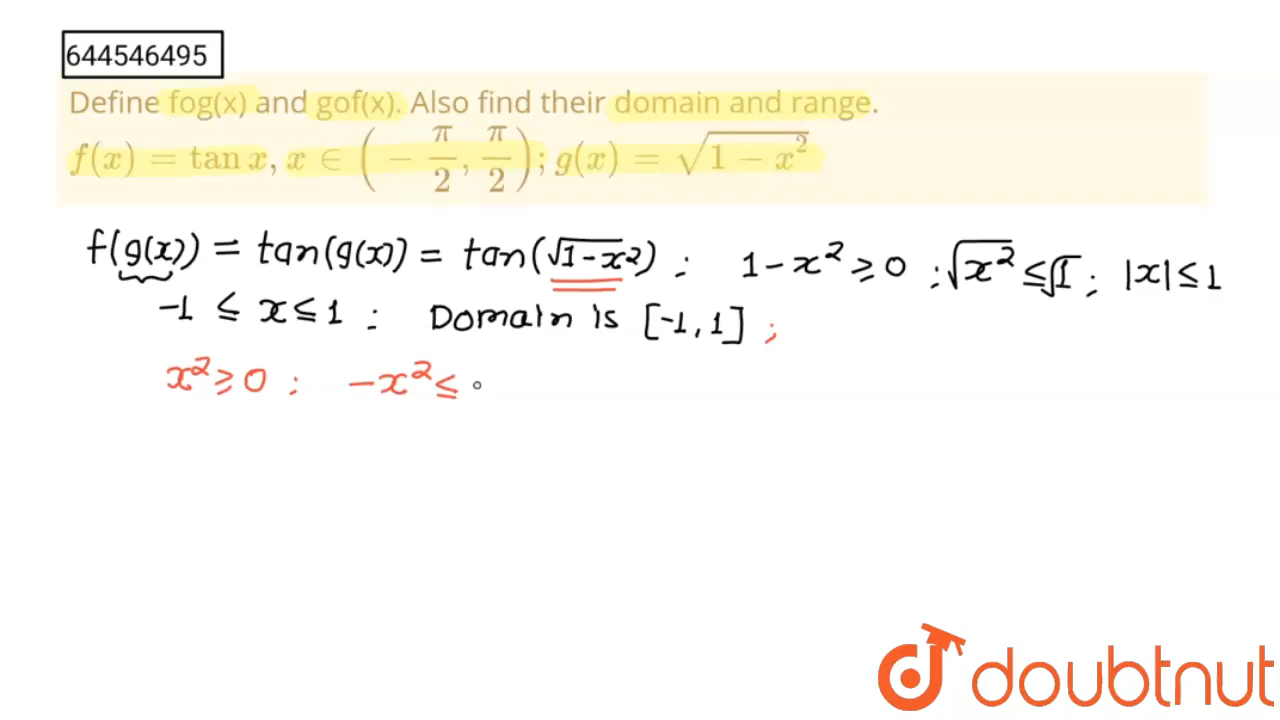 644546495
Define fog(x) and gof(x). Also find their domain and range.
f(x) = tan x, x ∈ (−π/2, π/2); g(x) = √(1 − x²)
f(g(x)) = tan(g(x)) = tan(√1−x²) ; 1−x² ≥ 0 ; √x² ≤ √1 ; |x| ≤ 1
-1 ≤ x ≤ 1 : Domain is [-1, 1] ;
x² ≥ 0 ; −x² ≤
doubtnut